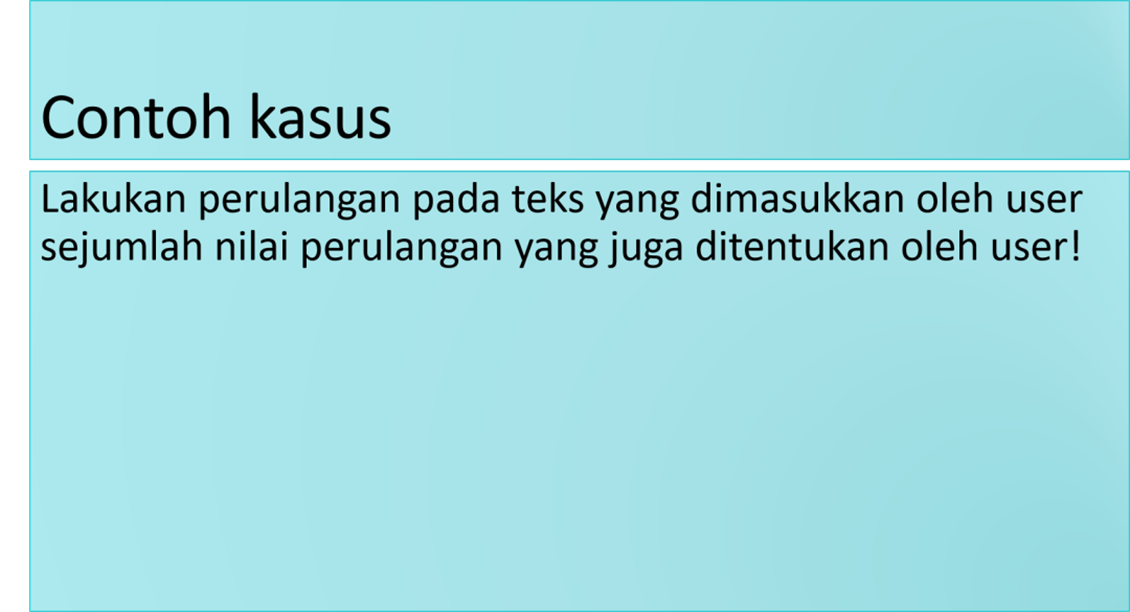 Contoh kasus
Lakukan perulangan pada teks yang dimasukkan oleh user
sejumlah nilai perulangan yang juga ditentukan oleh user!